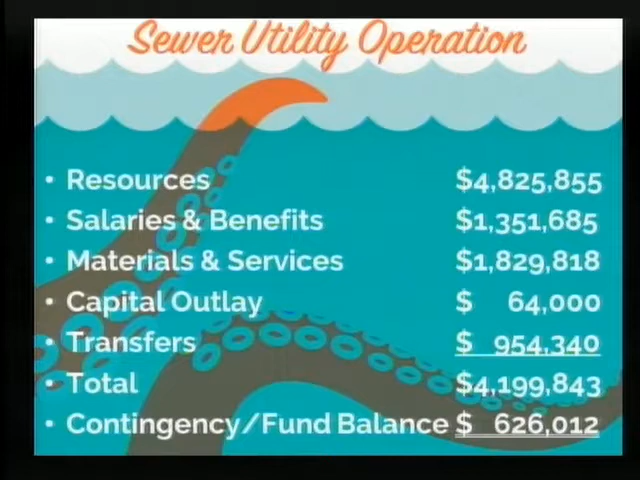 Sewer Utility Operation
• Resources $4,825,855
• Salaries & Benefits $1,351,685
• Materials & Services $1,829,818
• Capital Outlay $ 64,000
• Transfers $ 954,340
• Total $4,199,843
• Contingency/Fund Balance $ 626,012